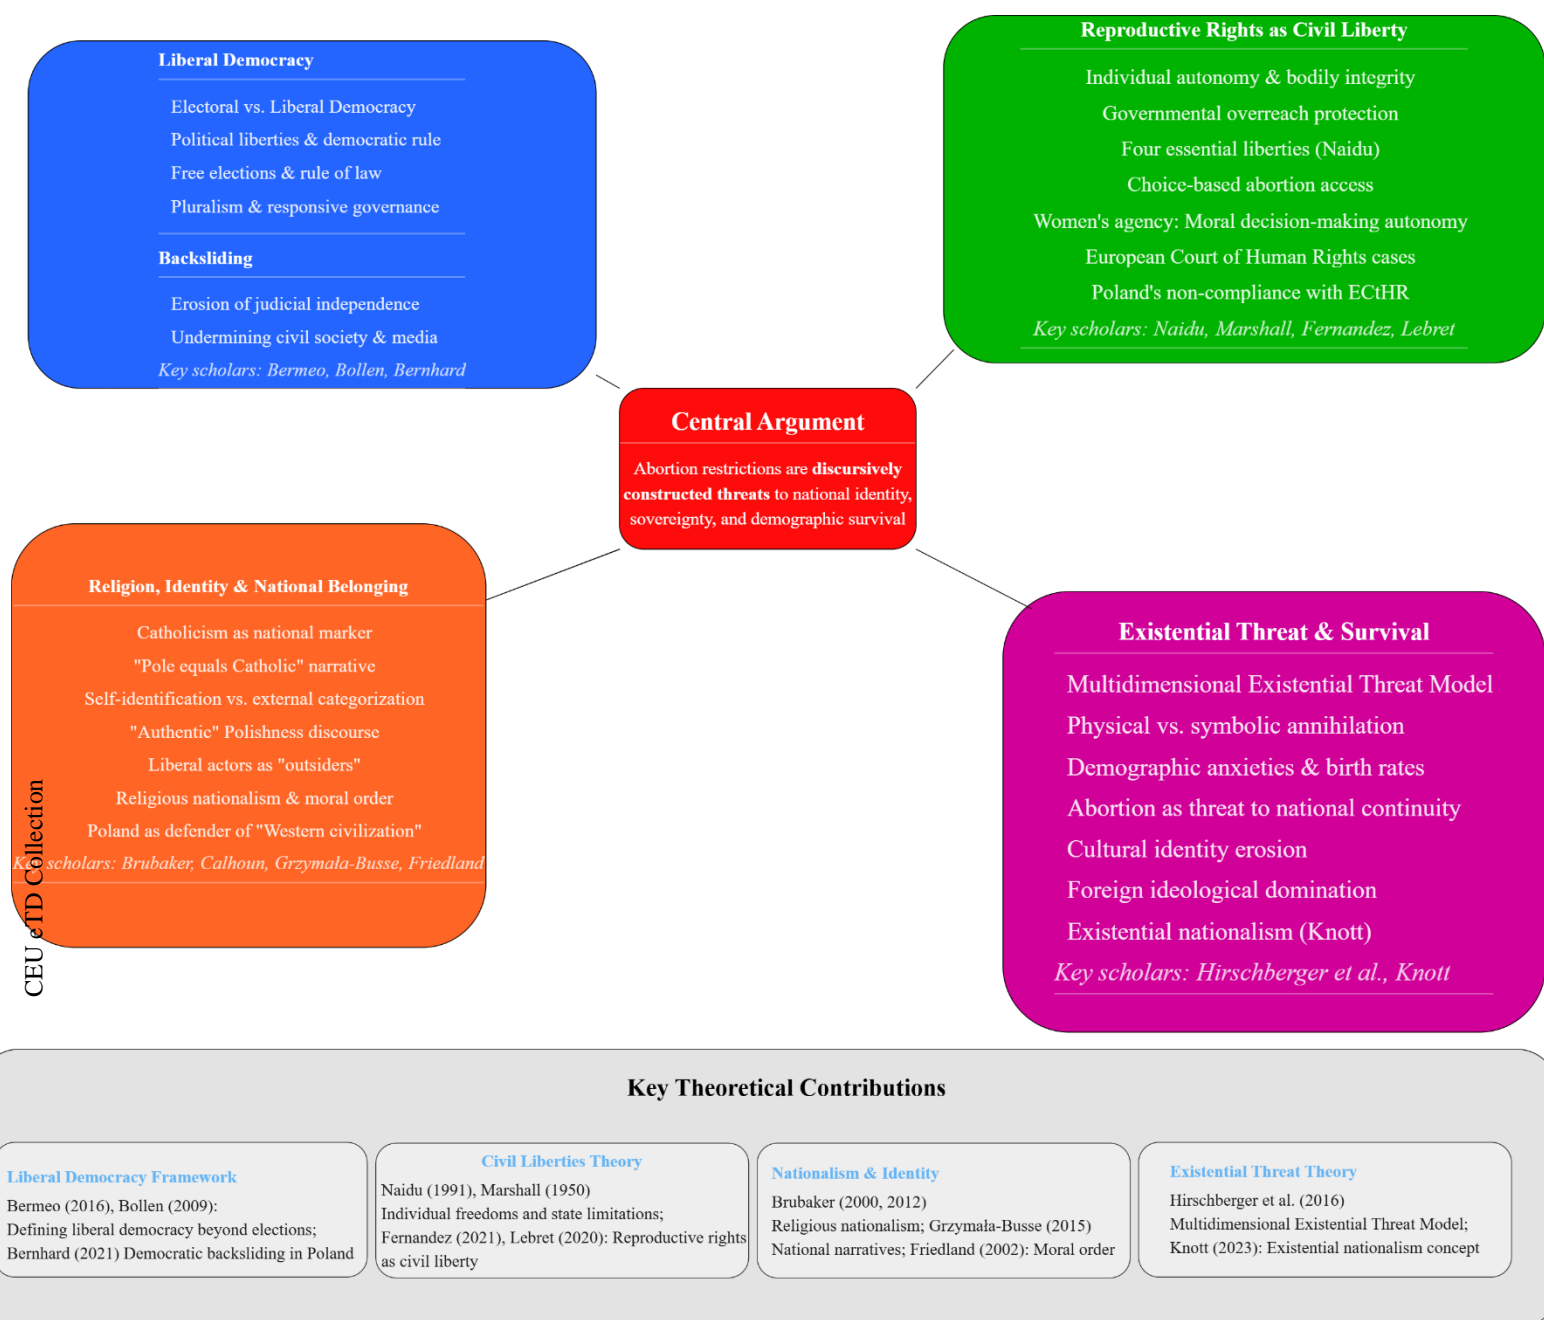 Liberal Democracy
Electoral vs. Liberal Democracy
Political liberties & democratic rule
Free elections & rule of law
Pluralism & responsive governance
Backsliding
Erosion of judicial independence
Undermining civil society & media
Key scholars: Bermeo, Bollen, Bernhard
Reproductive Rights as Civil Liberty
Individual autonomy & bodily integrity
Governmental overreach protection
Four essential liberties (Naidu)
Choice-based abortion access
Women's agency: Moral decision-making autonomy
European Court of Human Rights cases
Poland's non-compliance with ECtHR
Key scholars: Naidu, Marshall, Fernandez, Lebret
Central Argument
Abortion restrictions are discursively
constructed threats to national identity,
sovereignty, and demographic survival
Religion, Identity & National Belonging
Catholicism as national marker
"Pole equals Catholic" narrative
Self-identification vs. external categorization
"Authentic" Polishness discourse
Liberal actors as "outsiders"
Religious nationalism & moral order
Poland as defender of "Western civilization"
Key scholars: Brubaker, Calhoun, Grzymała-Busse, Friedland
Existential Threat & Survival
Multidimensional Existential Threat Model
Physical vs. symbolic annihilation
Demographic anxieties & birth rates
Abortion as threat to national continuity
Cultural identity erosion
Foreign ideological domination
Existential nationalism (Knott)
Key scholars: Hirschberger et al., Knott
CEU eTD Collection
Key Theoretical Contributions
Liberal Democracy Framework
Bermeo (2016), Bollen (2009):
Defining liberal democracy beyond elections;
Bernhard (2021) Democratic backsliding in Poland
Civil Liberties Theory
Naidu (1991), Marshall (1950)
Individual freedoms and state limitations;
Fernandez (2021), Lebret (2020): Reproductive rights
as civil liberty
Nationalism & Identity
Brubaker (2000, 2012)
Religious nationalism; Grzymała-Busse (2015)
National narratives; Friedland (2002): Moral order
Existential Threat Theory
Hirschberger et al. (2016)
Multidimensional Existential Threat Model;
Knott (2023): Existential nationalism concept